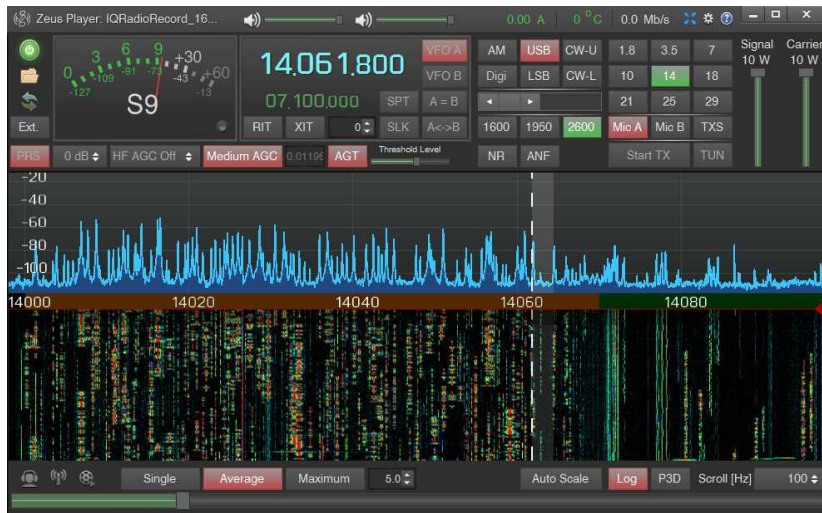 Zeus Player: IQRadioRecord_16...
0.00 A 0 °C 0.0 Mb/s
0 3 6 9 +30 +60
-127 -109 -91 -73 -43 -13
S9
Ext.
14.061.800
07.100.000
VFO A
VFO B
SPT A = B
RIT XIT 0 SLK A<->B
AM USB CW-U 1.8 3.5 7
Digi LSB CW-L 10 14 18
21 25 29
1600 1950 2600 Mic A Mic B TXS
Signal Carrier
10 W 10 W
PRS 0 dB HF AGC Off Medium AGC 0.01196 AGT Threshold Level NR ANF Start TX TUN
-20
-40
-60
-80
-100
14000 14020 14040 14060 14080
Single Average Maximum 5.0 Auto Scale Log P3D Scroll [Hz] 100